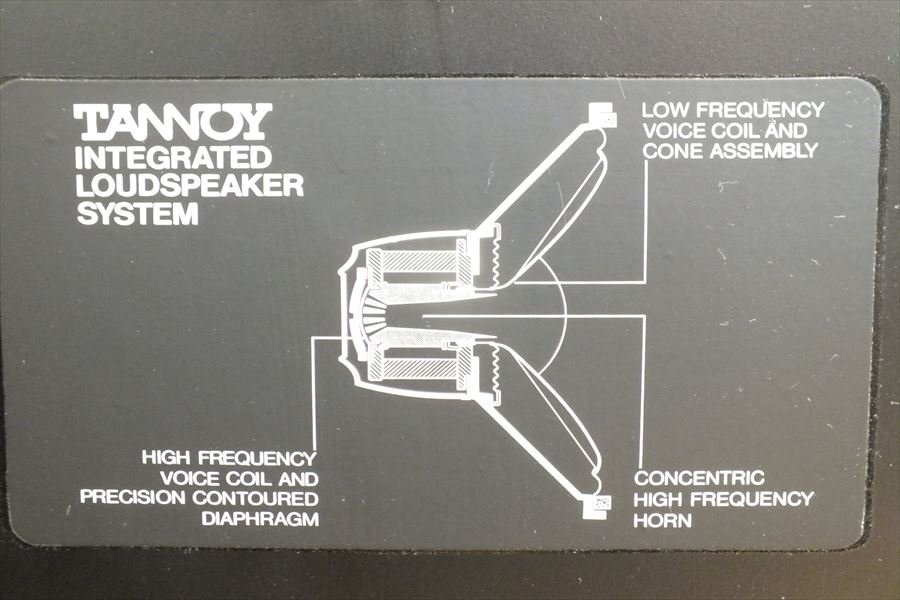 TANNOY
INTEGRATED
LOUDSPEAKER
SYSTEM
LOW FREQUENCY
VOICE COIL AND
CONE ASSEMBLY
HIGH FREQUENCY
VOICE COIL AND
PRECISION CONTOURED
DIAPHRAGM
CONCENTRIC
HIGH FREQUENCY
HORN